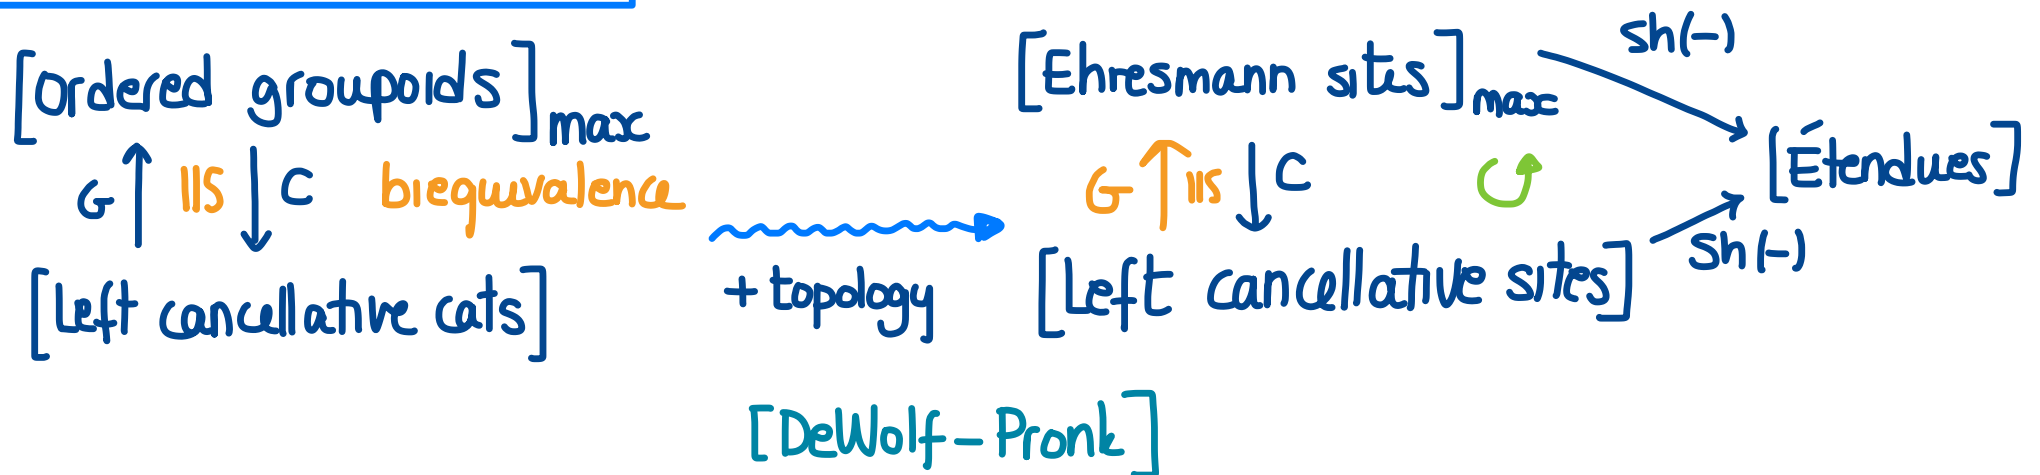 [Ordered groupoids]max
G ||S C biequivalence
[Left cancellative cats]
+ topology
[Ehresmann sites]max
G ||S C
[Left cancellative sites]
Sh(-)
Sh(-)
[Étendues]
[DeWolf-Pronk]